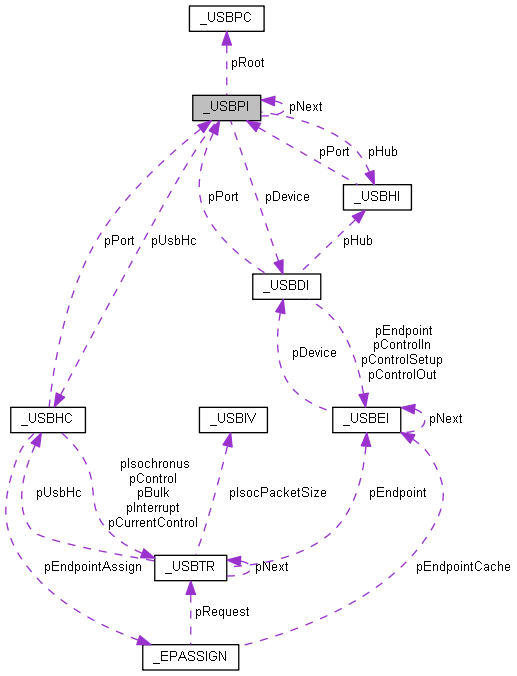 _USBPC
pRoot
_USBPI
pNext
pPort
pHub
_USBHI
pPort
pDevice
pPort
pUsbHc
pHub
_USBDI
pEndpoint
pControlIn
pControlSetup
pControlOut
pDevice
_USBHC
_USBIV
_USBEI
pNext
pIsochronus
pControl
pBulk
pInterrupt
pCurrentControl
pUsbHc
pIsocPacketSize
pEndpoint
pEndpointAssign
_USBTR
pNext
pEndpointCache
pRequest
_EPASSIGN